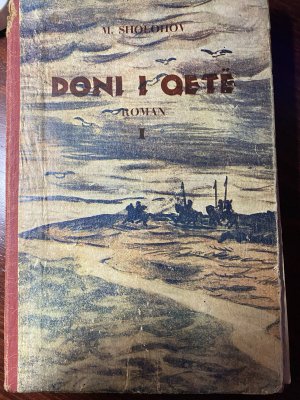 M. SHOLOHOV
DONI I QETË
ROMAN
I